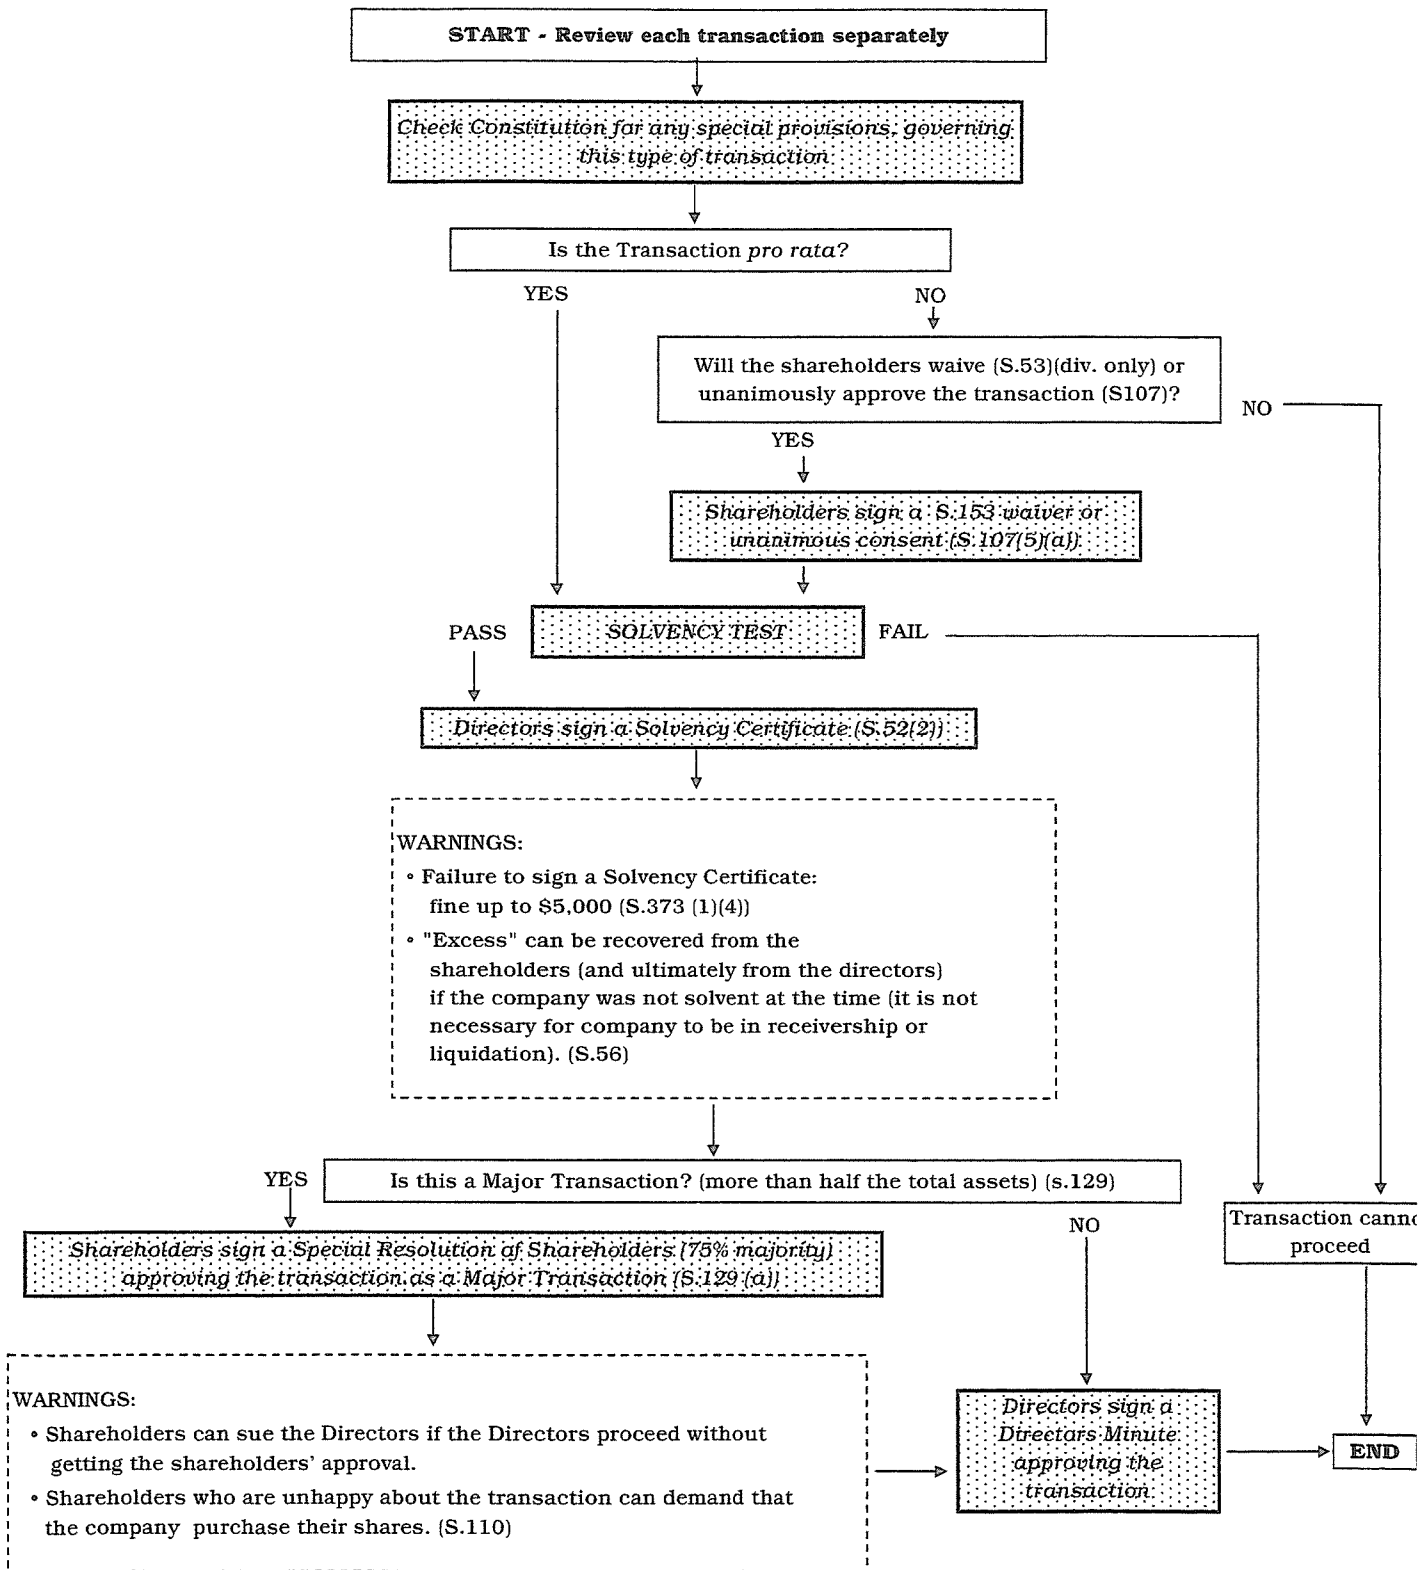 START - Review each transaction separately
Check Constitution for any special provisions, governing
this type of transaction
Is the Transaction pro rata?
YES
NO
Will the shareholders waive (S.53)(div. only) or
unanimously approve the transaction (S107)?
NO
YES
Shareholders sign a S.153 waiver or
unanimous consent (S.107(5)(a))
PASS
SOLVENCY TEST
FAIL
Directors sign a Solvency Certificate (S.52(2))
WARNINGS:
• Failure to sign a Solvency Certificate:
fine up to $5,000 (S.373 (1)(4))
• "Excess" can be recovered from the
shareholders (and ultimately from the directors)
if the company was not solvent at the time (it is not
necessary for company to be in receivership or
liquidation). (S.56)
YES
Is this a Major Transaction? (more than half the total assets) (s.129)
NO
Transaction canno
proceed
Shareholders sign a Special Resolution of Shareholders (75% majority)
approving the transaction as a Major Transaction (S.129 (a))
WARNINGS:
• Shareholders can sue the Directors if the Directors proceed without
getting the shareholders' approval.
• Shareholders who are unhappy about the transaction can demand that
the company purchase their shares. (S.110)
Directors sign a
Directors Minute
approving the
transaction
END